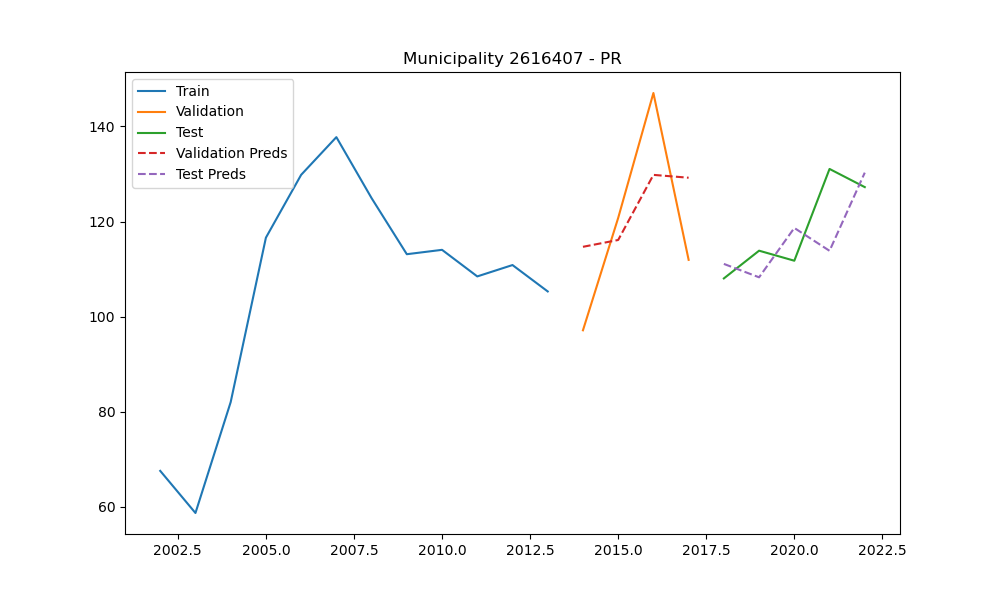 Municipality 2616407 - PR
Train
Validation
Test
Validation Preds
Test Preds
140
120
100
80
60
2002.5 2005.0 2007.5 2010.0 2012.5 2015.0 2017.5 2020.0 2022.5